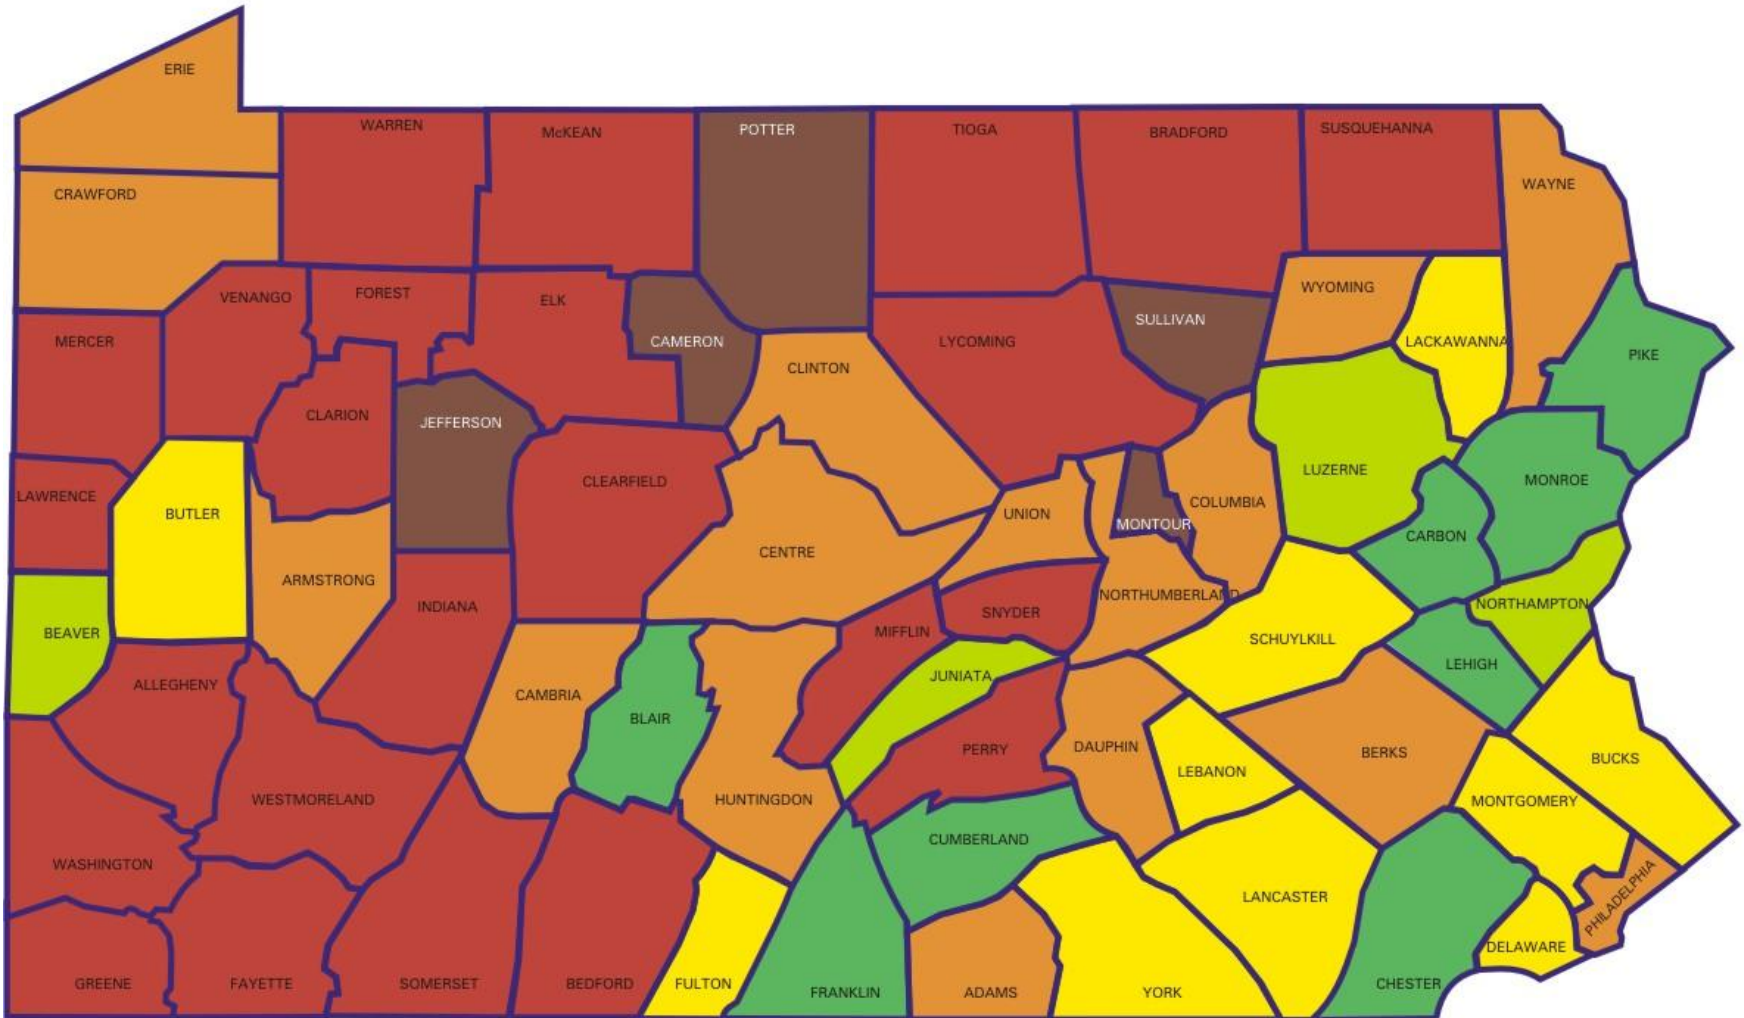 ERIE
WARREN
McKEAN
POTTER
TIOGA
BRADFORD
SUSQUEHANNA
WAYNE
CRAWFORD
VENANGO
FOREST
ELK
CAMERON
SULLIVAN
WYOMING
LACKAWANNA
PIKE
MERCER
CLINTON
LYCOMING
CLARION
JEFFERSON
CLEARFIELD
LUZERNE
MONROE
LAWRENCE
BUTLER
CENTRE
UNION
MONTOUR
COLUMBIA
CARBON
ARMSTRONG
INDIANA
NORTHUMBERLAND
NORTHAMPTON
BEAVER
MIFFLIN
SNYDER
SCHUYLKILL
LEHIGH
ALLEGHENY
CAMBRIA
BLAIR
JUNIATA
PERRY
DAUPHIN
LEBANON
BERKS
BUCKS
WESTMORELAND
HUNTINGDON
CUMBERLAND
MONTGOMERY
WASHINGTON
LANCASTER
PHILADELPHIA
DELAWARE
GREENE
FAYETTE
SOMERSET
BEDFORD
FULTON
FRANKLIN
ADAMS
YORK
CHESTER